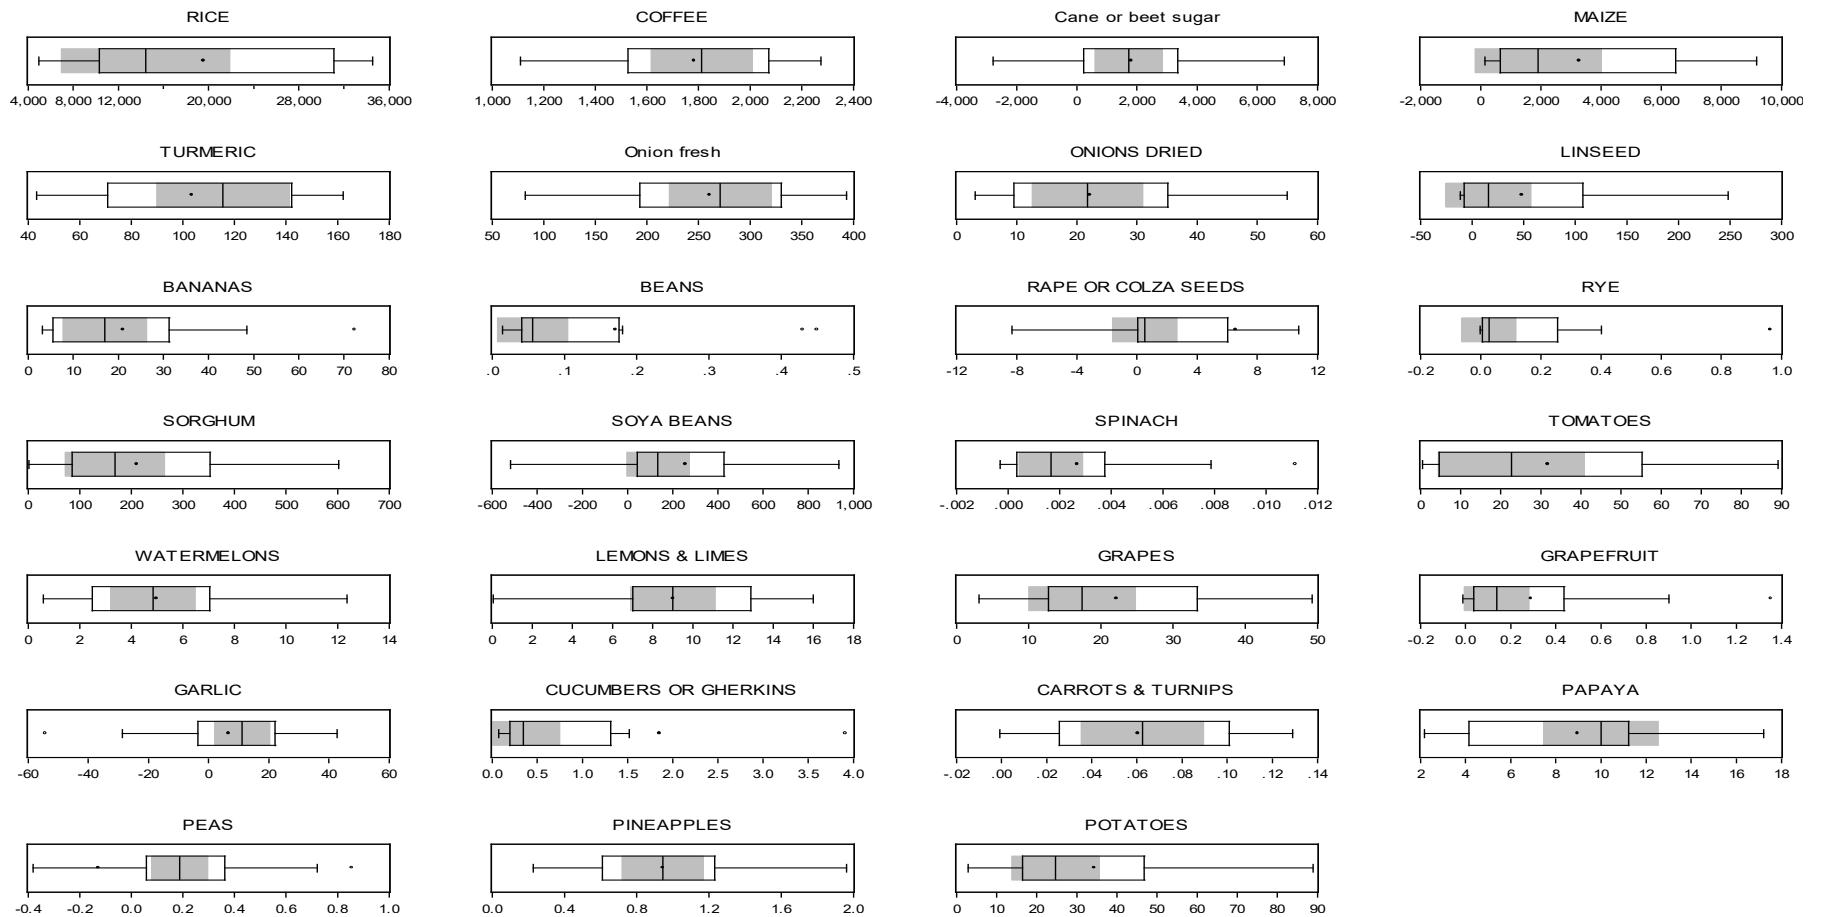 RICE COFFEE Cane or beet sugar MAIZE
4,000 8,000 12,000 20,000 28,000 36,000 1,000 1,200 1,400 1,600 1,800 2,000 2,200 2,400 -4,000 -2,000 0 2,000 4,000 6,000 8,000 -2,000 0 2,000 4,000 6,000 8,000 10,000
TURMERIC Onion fresh ONIONS DRIED LINSEED
40 60 80 100 120 140 160 180 50 100 150 200 250 300 350 400 0 10 20 30 40 50 60 -50 0 50 100 150 200 250 300
BANANAS BEANS RAPE OR COLZA SEEDS RYE
0 10 20 30 40 50 60 70 80 .0 .1 .2 .3 .4 .5 -12 -8 -4 0 4 8 12 -0.2 0.0 0.2 0.4 0.6 0.8 1.0
SORGHUM SOYA BEANS SPINACH TOMATOES
0 100 200 300 400 500 600 700 -600 -400 -200 0 200 400 600 800 1,000 -.002 .000 .002 .004 .006 .008 .010 .012 0 10 20 30 40 50 60 70 80 90
WATERMELONS LEMONS & LIMES GRAPES GRAPEFRUIT
0 2 4 6 8 10 12 14 0 2 4 6 8 10 12 14 16 18 0 10 20 30 40 50 -0.2 0.0 0.2 0.4 0.6 0.8 1.0 1.2 1.4
GARLIC CUCUMBERS OR GHERKINS CARROTS & TURNIPS PAPAYA
-60 -40 -20 0 20 40 60 0.0 0.5 1.0 1.5 2.0 2.5 3.0 3.5 4.0 -.02 .00 .02 .04 .06 .08 .10 .12 .14 2 4 6 8 10 12 14 16 18
PEAS PINEAPPLES POTATOES
-0.4 -0.2 0.0 0.2 0.4 0.6 0.8 1.0 0.0 0.4 0.8 1.2 1.6 2.0 0 10 20 30 40 50 60 70 80 90